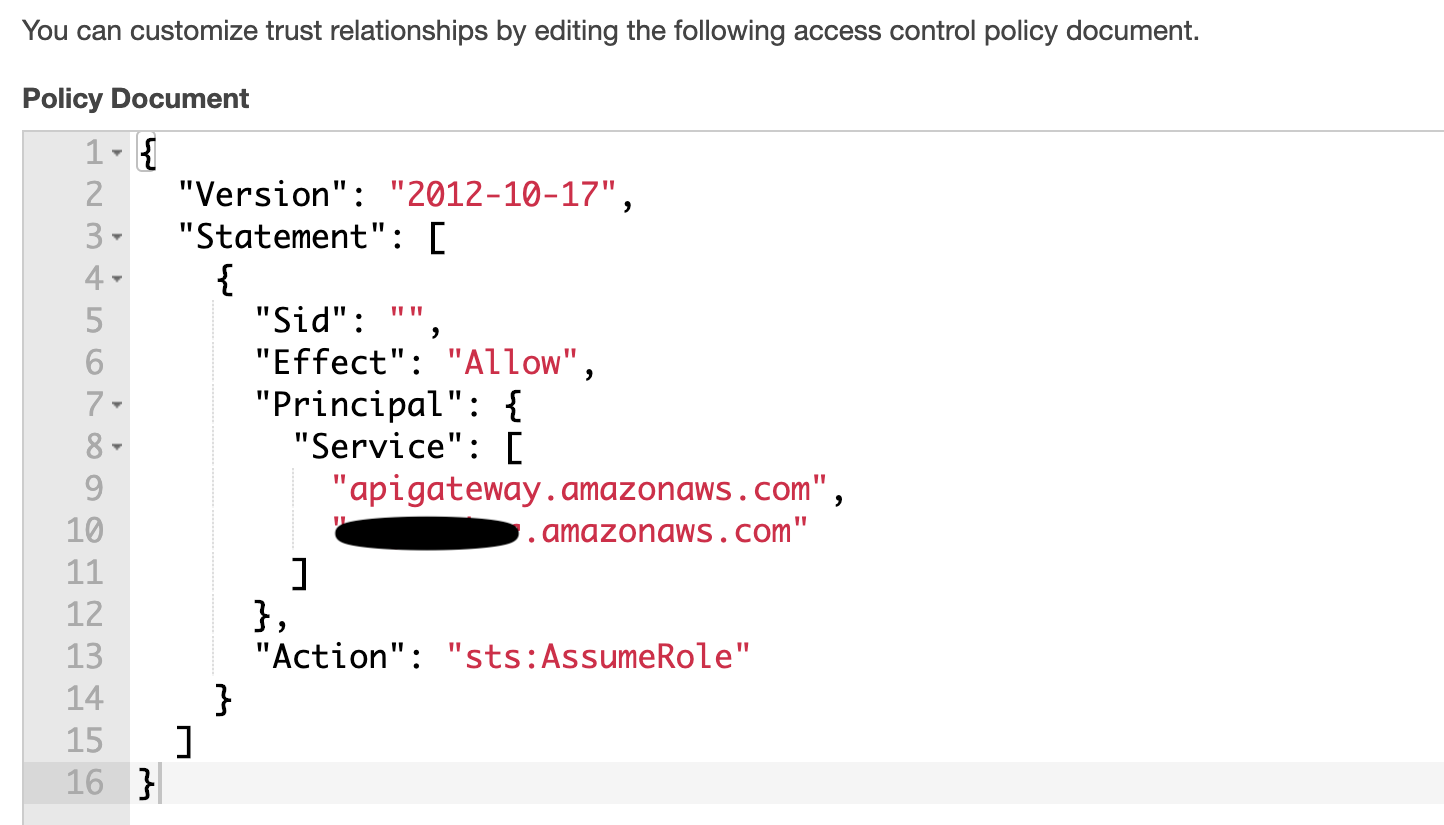 You can customize trust relationships by editing the following access control policy document.
Policy Document
1 {
2 "Version": "2012-10-17",
3 "Statement": [
4 {
5 "Sid": "",
6 "Effect": "Allow",
7 "Principal": {
8 "Service": [
9 "apigateway.amazonaws.com",
10 ".amazonaws.com"
11 ]
12 },
13 "Action": "sts:AssumeRole"
14 }
15 ]
16 }